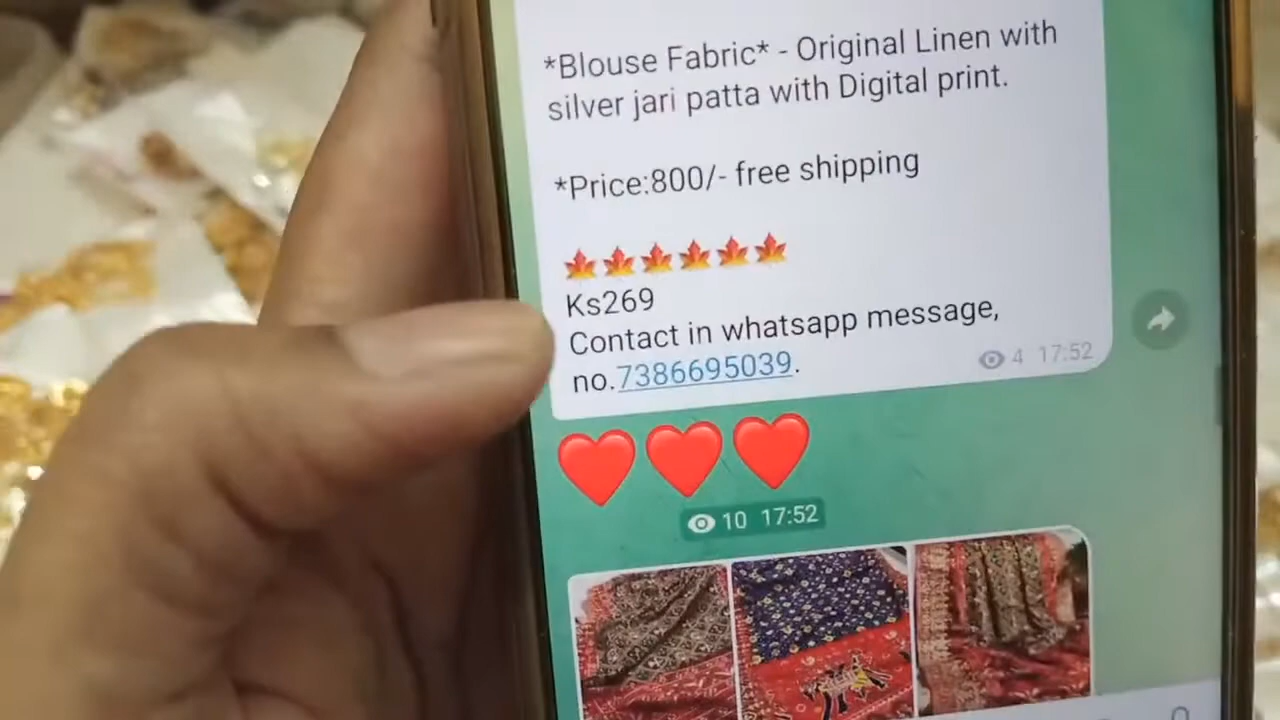 *Blouse Fabric* - Original Linen with
silver jari patta with Digital print.
*Price:800/- free shipping
Ks269
Contact in whatsapp message,
no.7386695039.
4 17:52
10 17:52